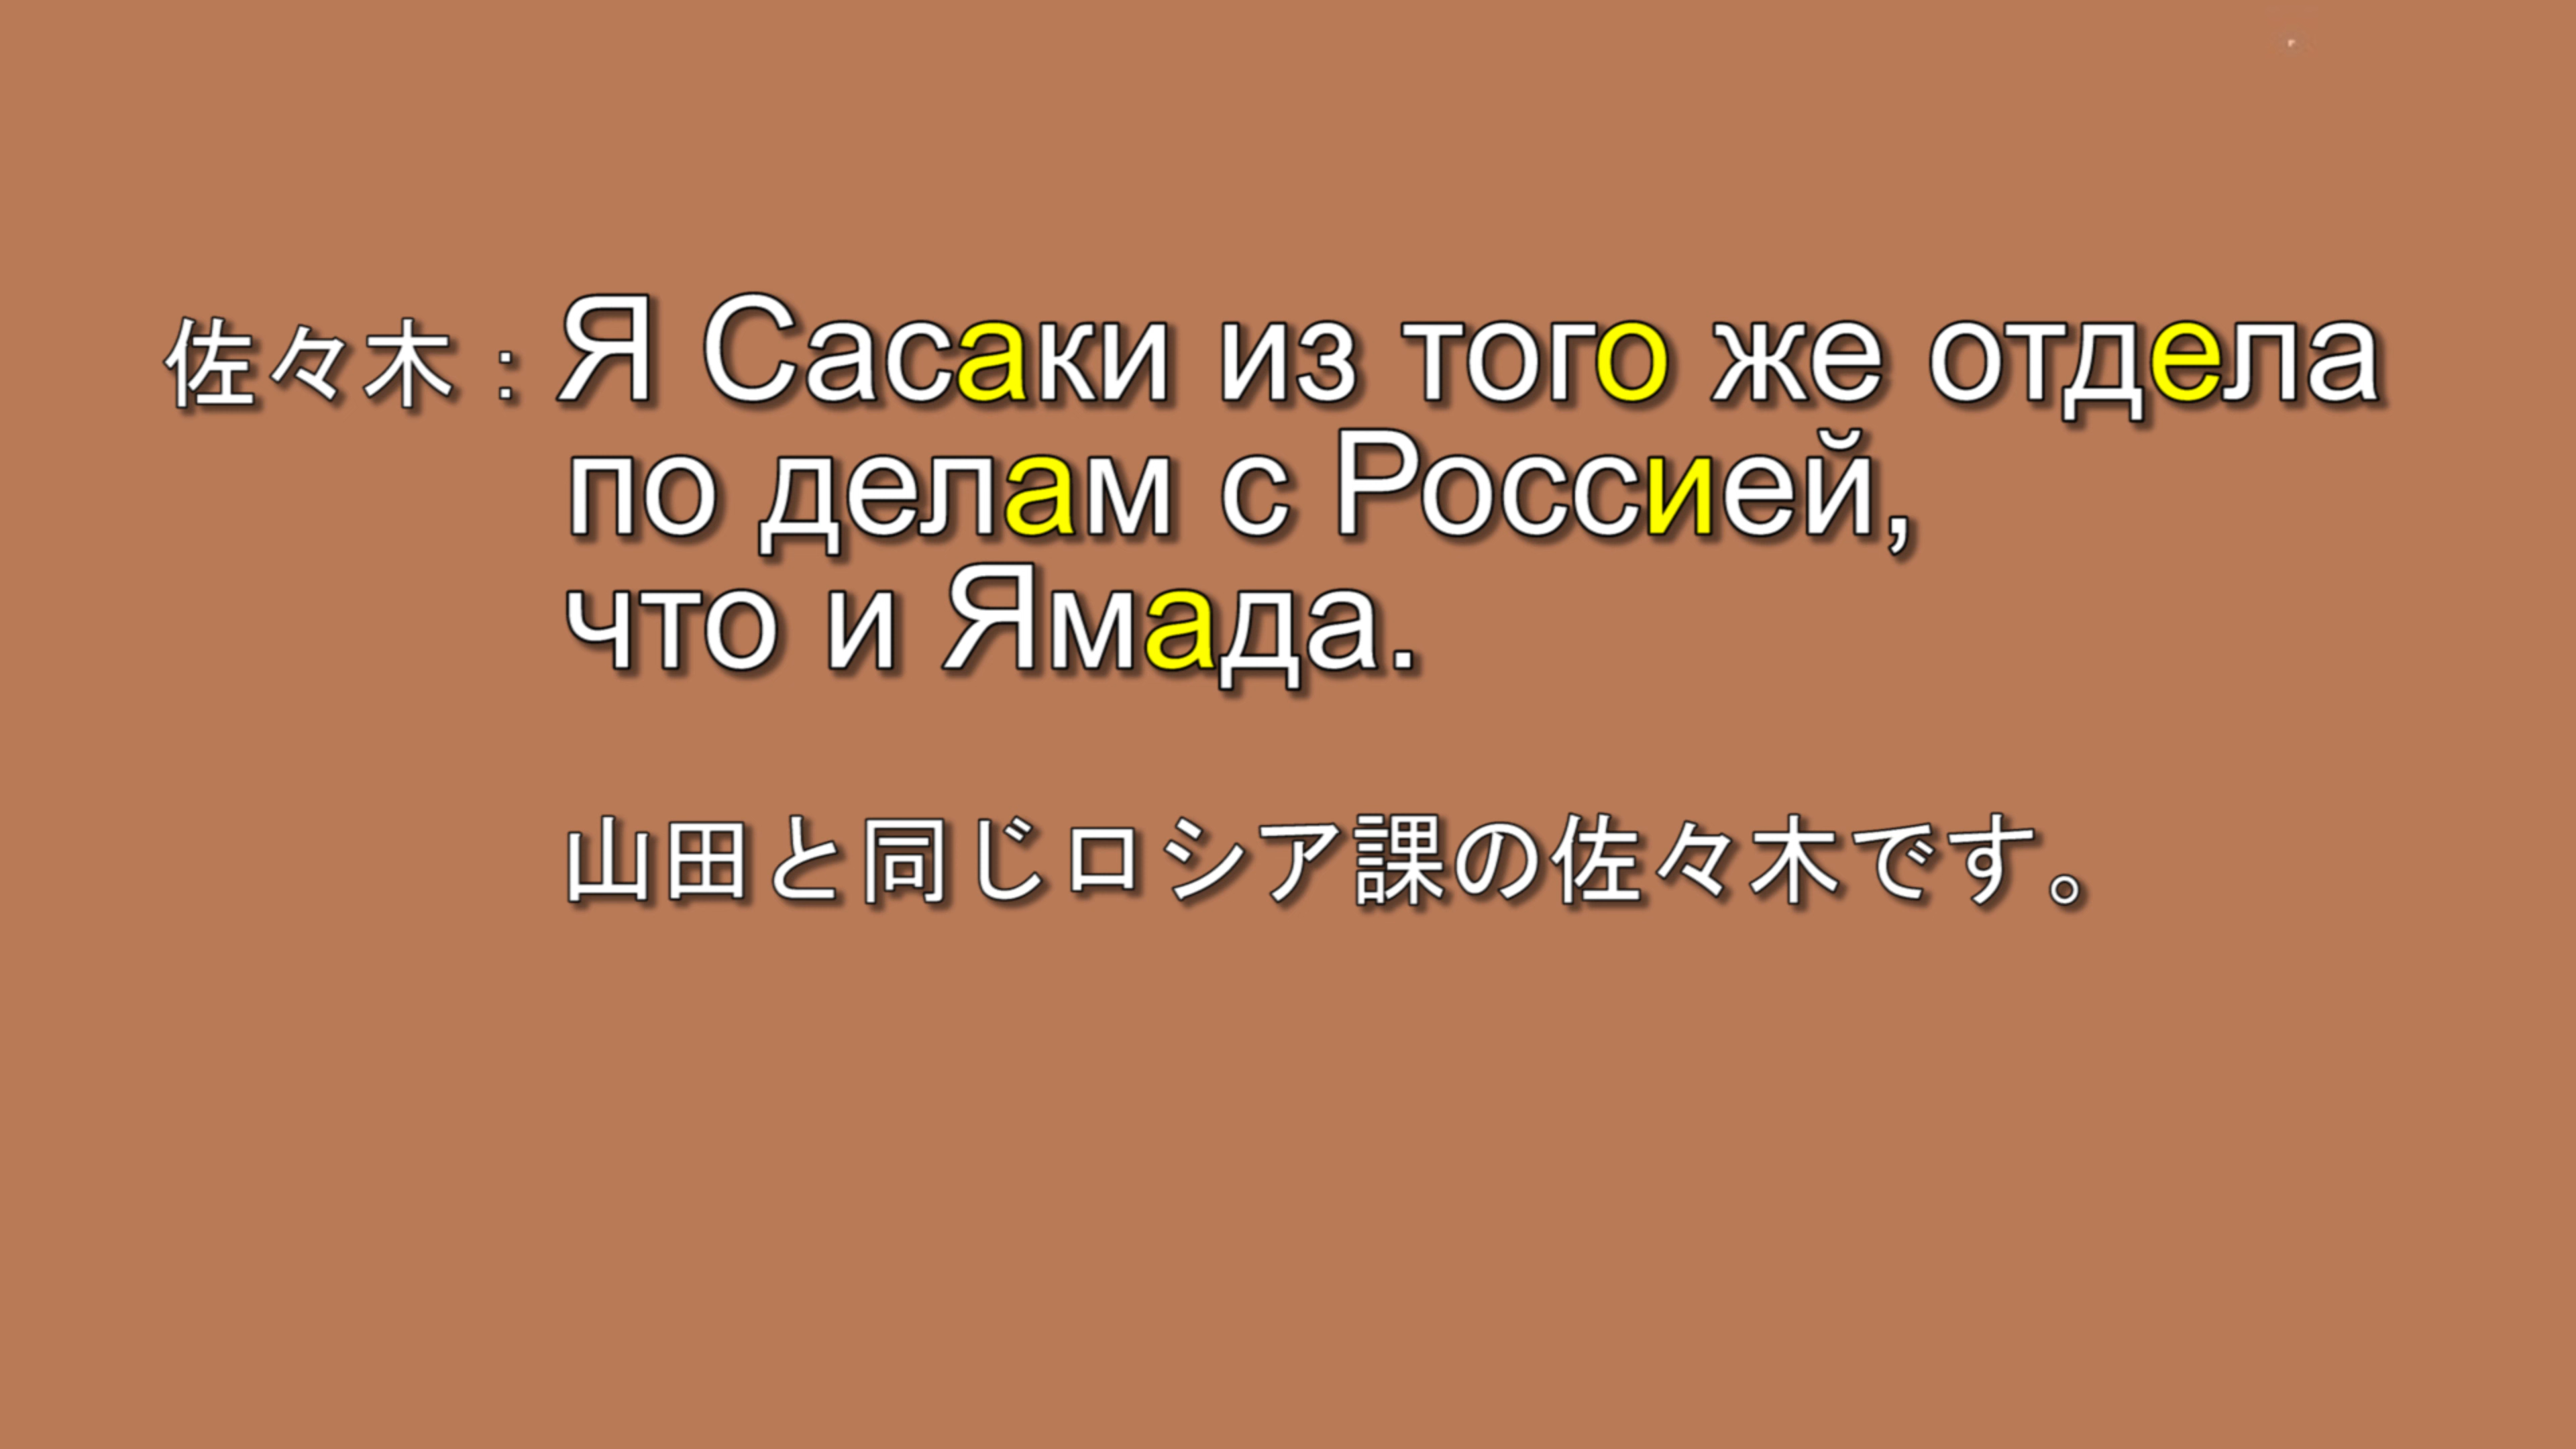 佐々木：Я Сасаки из того же отдела
по делам с Россией,
что и Ямада.
山田と同じロシア課の佐々木です。